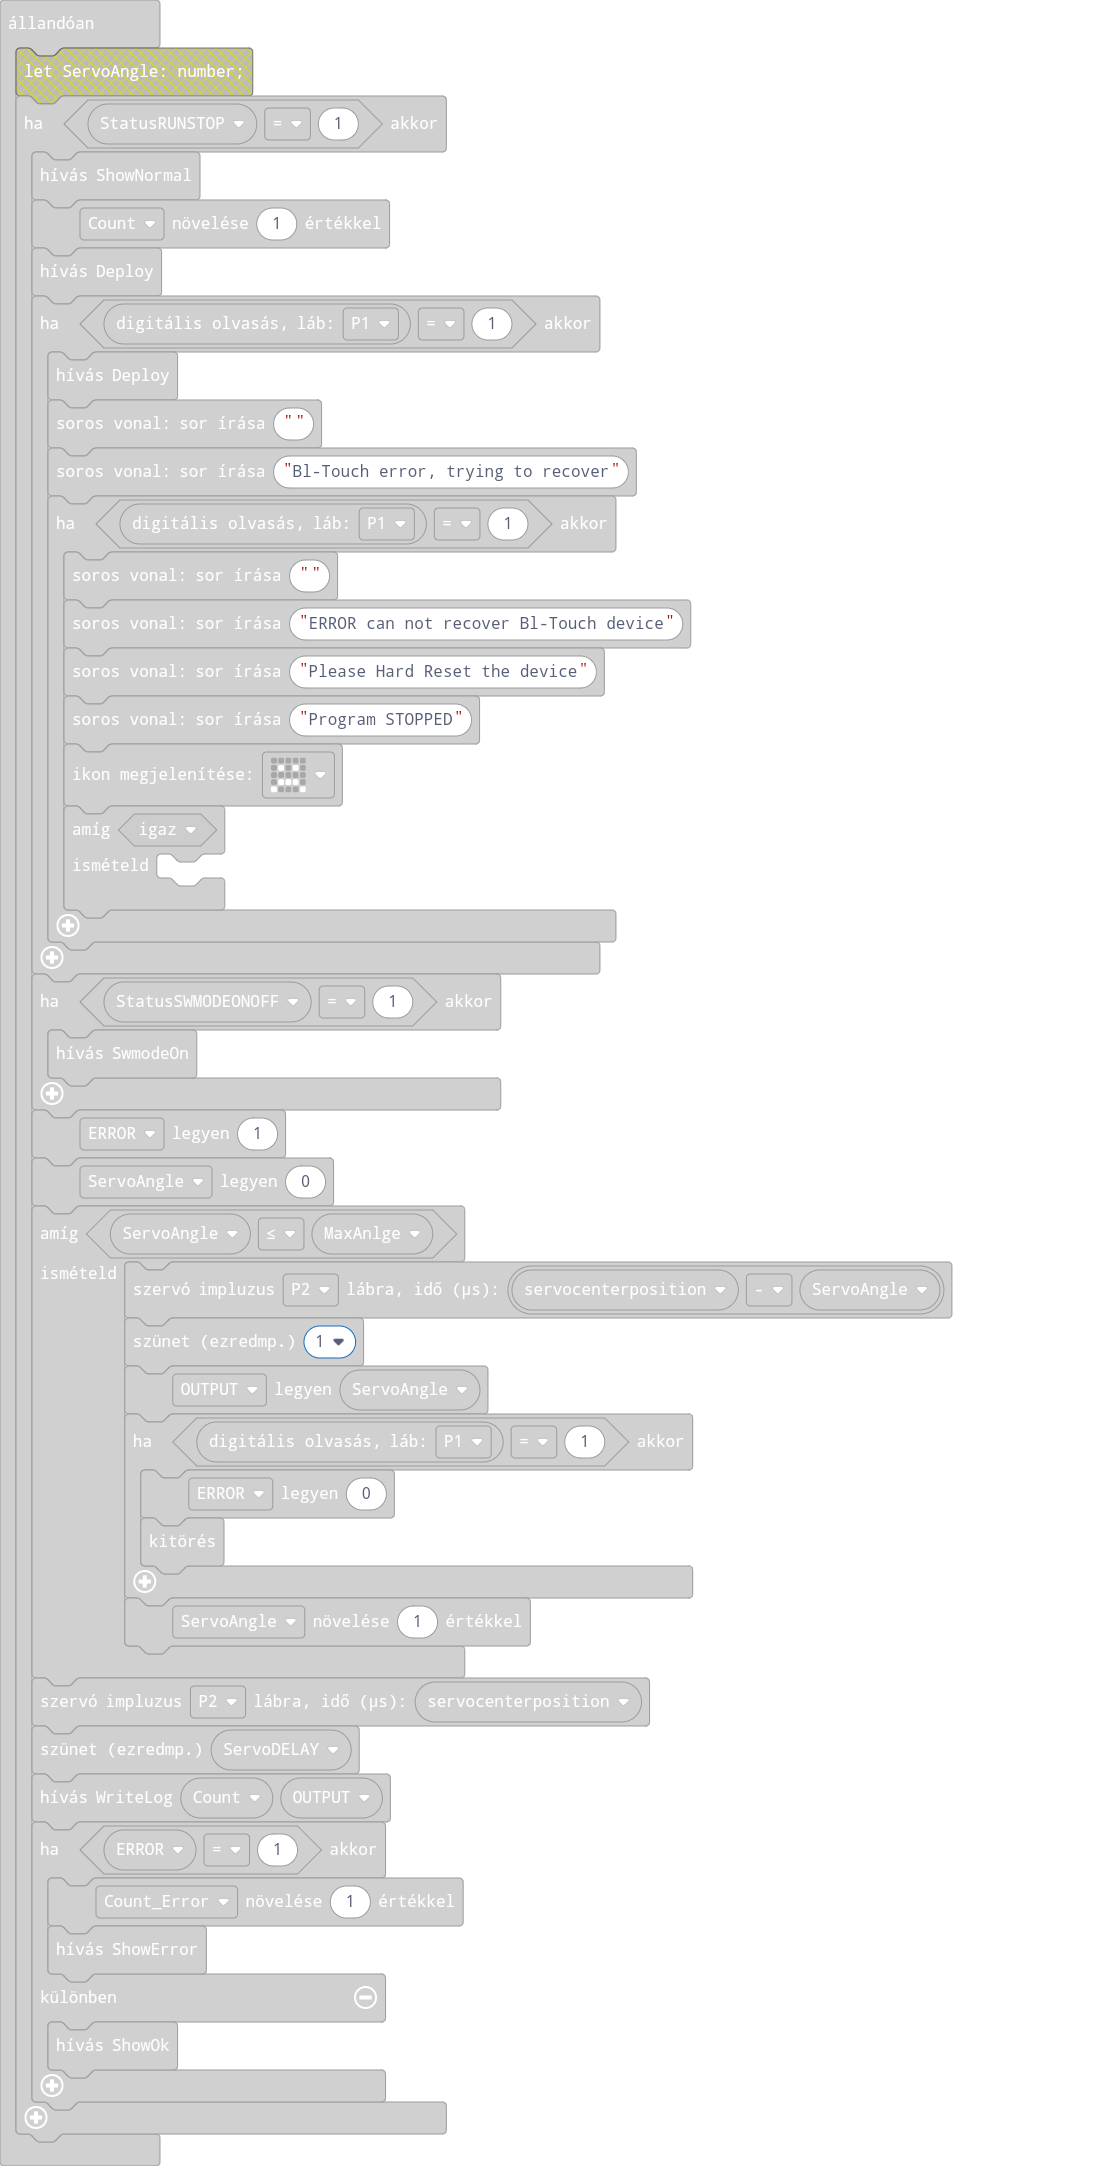 állandóan
let ServoAngle: number;
ha StatusRUNSTOP = 1 akkor
hívás ShowNormal
Count növelése 1 értékkel
hívás Deploy
ha digitális olvasás, láb: P1 = 1 akkor
hívás Deploy
soros vonal: sor írása ""
soros vonal: sor írása "Bl-Touch error, trying to recover"
ha digitális olvasás, láb: P1 = 1 akkor
soros vonal: sor írása ""
soros vonal: sor írása "ERROR can not recover Bl-Touch device"
soros vonal: sor írása "Please Hard Reset the device"
soros vonal: sor írása "Program STOPPED"
ikon megjelenítése:
amíg igaz
ismételd
ha StatusSWMODEONOFF = 1 akkor
hívás SwmodeOn
ERROR legyen 1
ServoAngle legyen 0
amíg ServoAngle ≤ MaxAnlge
ismételd
szervó impluzus P2 lábra, idő (µs): servocenterposition - ServoAngle
szünet (ezredmp.) 1
OUTPUT legyen ServoAngle
ha digitális olvasás, láb: P1 = 1 akkor
ERROR legyen 0
kitörés
ServoAngle növelése 1 értékkel
szervó impluzus P2 lábra, idő (µs): servocenterposition
szünet (ezredmp.) ServoDELAY
hívás WriteLog Count OUTPUT
ha ERROR = 1 akkor
Count_Error növelése 1 értékkel
hívás ShowError
különben
hívás ShowOk